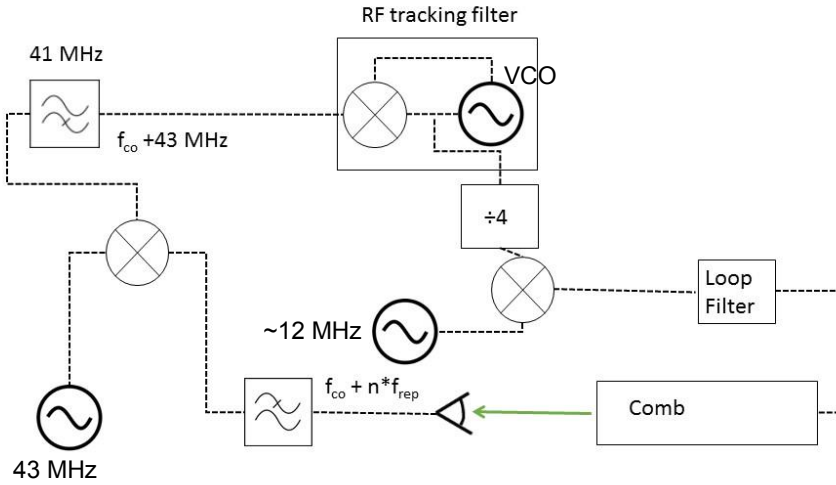 RF tracking filter
41 MHz
VCO
f_co +43 MHz
÷4
Loop
Filter
~12 MHz
f_co + n*f_rep
Comb
43 MHz